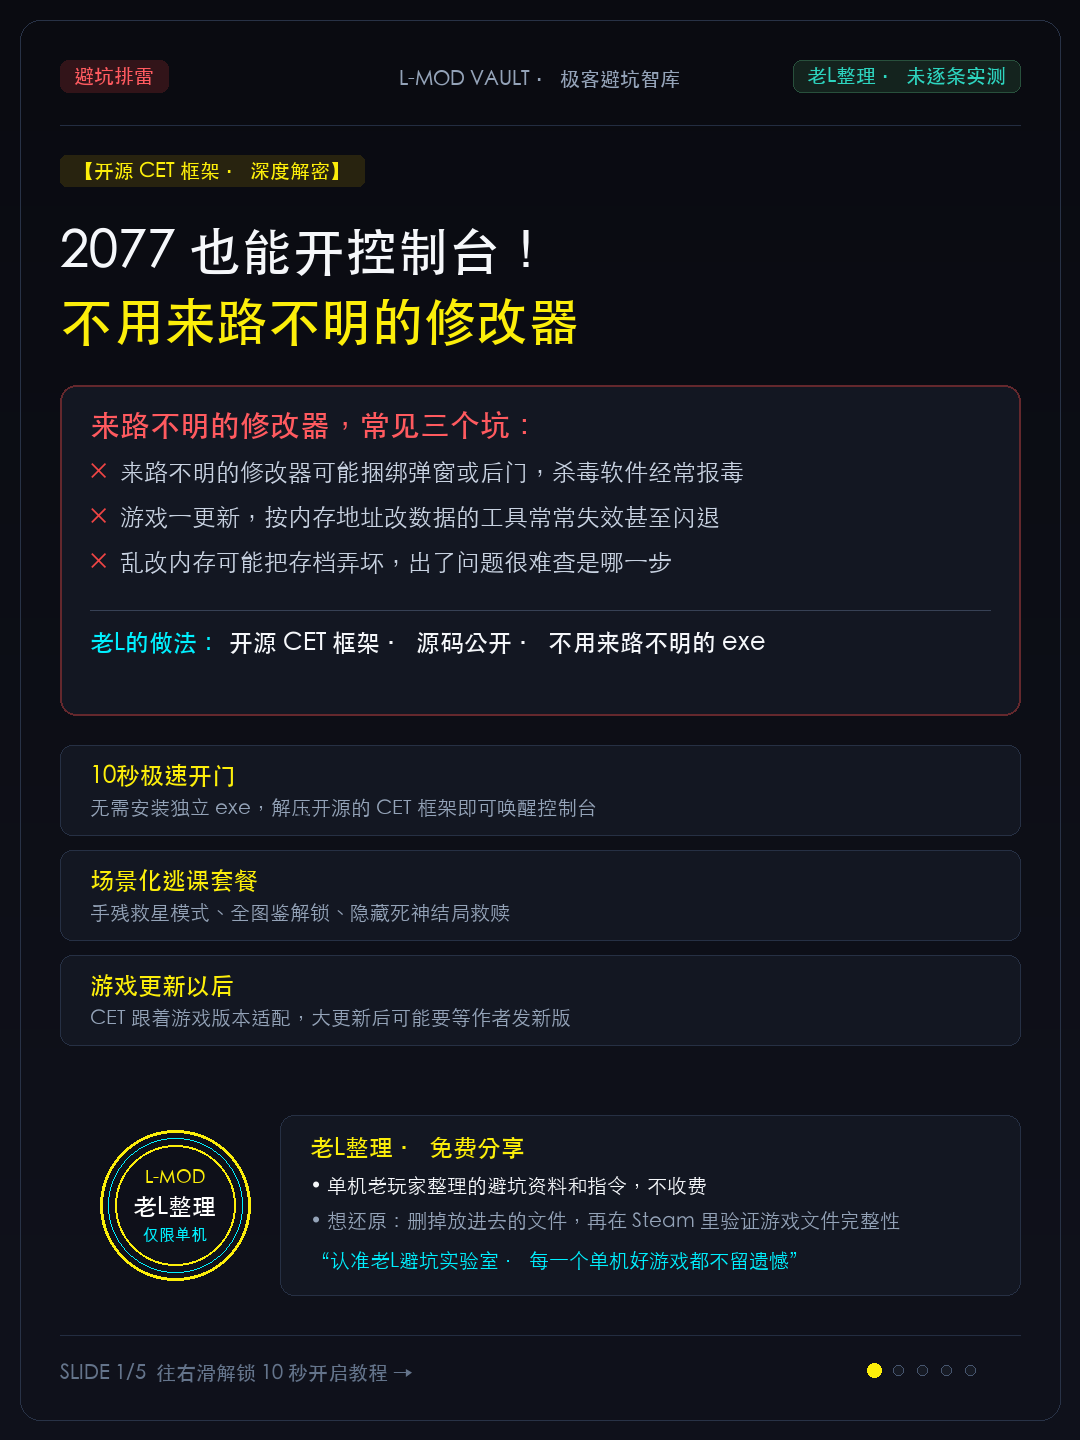 避坑排雷
L-MOD VAULT · 极客避坑智库
老L整理 · 未逐条实测
【开源 CET 框架 · 深度解密】
2077 也能开控制台！
不用来路不明的修改器
来路不明的修改器，常见三个坑：
× 来路不明的修改器可能捆绑弹窗或后门，杀毒软件经常报毒
× 游戏一更新，按内存地址改数据的工具常常失效甚至闪退
× 乱改内存可能把存档弄坏，出了问题很难查是哪一步
老L的做法： 开源 CET 框架 · 源码公开 · 不用来路不明的 exe
10秒极速开门
无需安装独立 exe，解压开源的 CET 框架即可唤醒控制台
场景化逃课套餐
手残救星模式、全图鉴解锁、隐藏死神结局救赎
游戏更新以后
CET 跟着游戏版本适配，大更新后可能要等作者发新版
L-MOD
老L整理
仅限单机
老L整理 · 免费分享
• 单机老玩家整理的避坑资料和指令，不收费
• 想还原：删掉放进去的文件，再在 Steam 里验证游戏文件完整性
“认准老L避坑实验室 · 每一个单机好游戏都不留遗憾”
SLIDE 1/5 往右滑解锁 10 秒开启教程 →